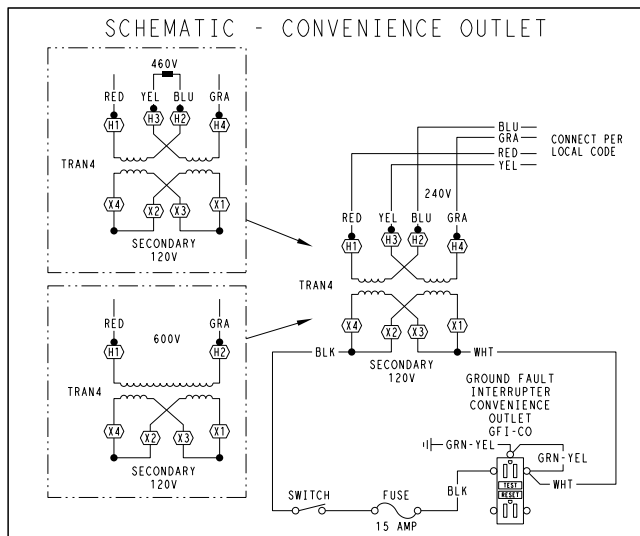 SCHEMATIC - CONVENIENCE OUTLET
460V
RED YEL BLU GRA
H1 H3 H2 H4
TRAN4
X4 X2 X3 X1
SECONDARY
120V
RED GRA
600V
H1 H2
TRAN4
X4 X2 X3 X1
SECONDARY
120V
BLU
GRA
RED
YEL
CONNECT PER
LOCAL CODE
240V
RED YEL BLU GRA
H1 H3 H2 H4
TRAN4
X4 X2 X3 X1
BLK
WHT
SECONDARY
120V
GROUND FAULT
INTERRUPTER
CONVENIENCE
OUTLET
GFI-CO
GRN-YEL
GRN-YEL
WHT
BLK
TEST
RESET
SWITCH
FUSE
15 AMP